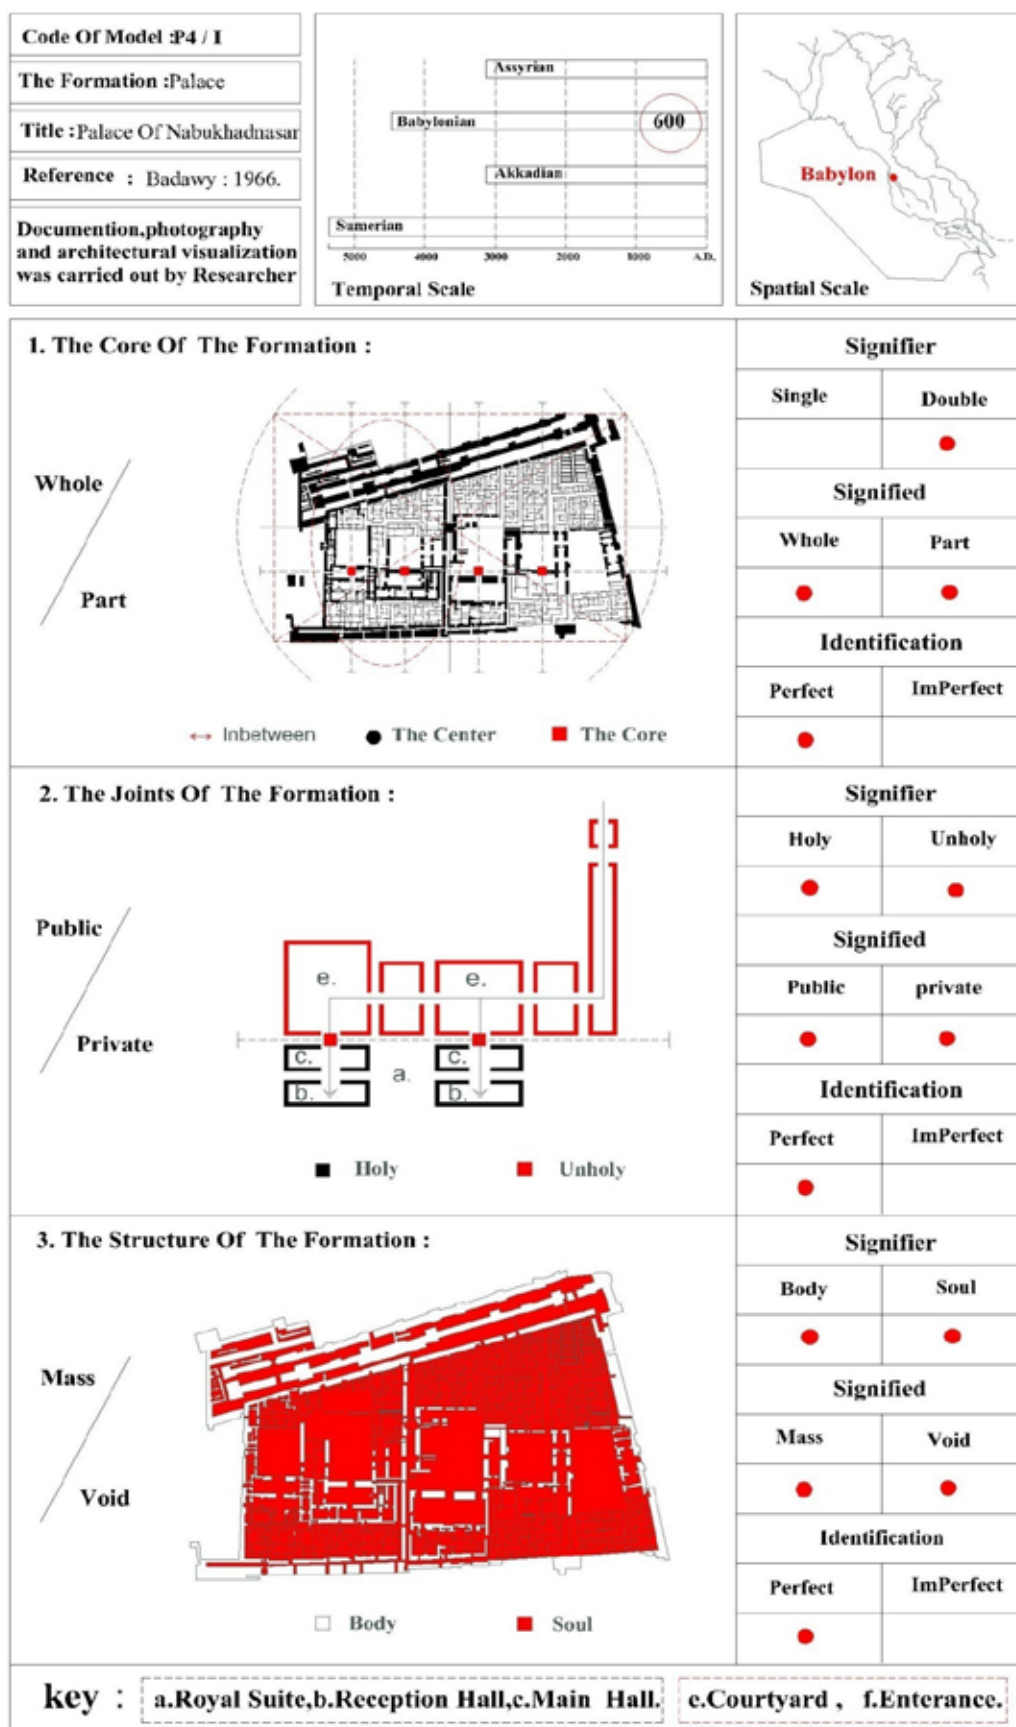 Code Of Model :P4 / I
The Formation :Palace
Title : Palace Of Nabukhadnasar
Reference : Badawy : 1966.
Documention,photography
and architectural visualization
was carried out by Researcher
Assyrian
Babylonian
600
Akkadian
Samerian
5000 4000 3000 2000 1000 A.D.
Temporal Scale
Babylon
Spatial Scale
1. The Core Of The Formation :
Whole
Part
Inbetween The Center The Core
Signifier
Single Double
Signified
Whole Part
Identification
Perfect ImPerfect
2. The Joints Of The Formation :
Public
Private
e. e.
c. c.
a.
b. b.
Holy Unholy
Signifier
Holy Unholy
Signified
Public private
Identification
Perfect ImPerfect
3. The Structure Of The Formation :
Mass
Void
Body Soul
Signifier
Body Soul
Signified
Mass Void
Identification
Perfect ImPerfect
key : a.Royal Suite,b.Reception Hall,c.Main Hall. e.Courtyard , f.Enterance.